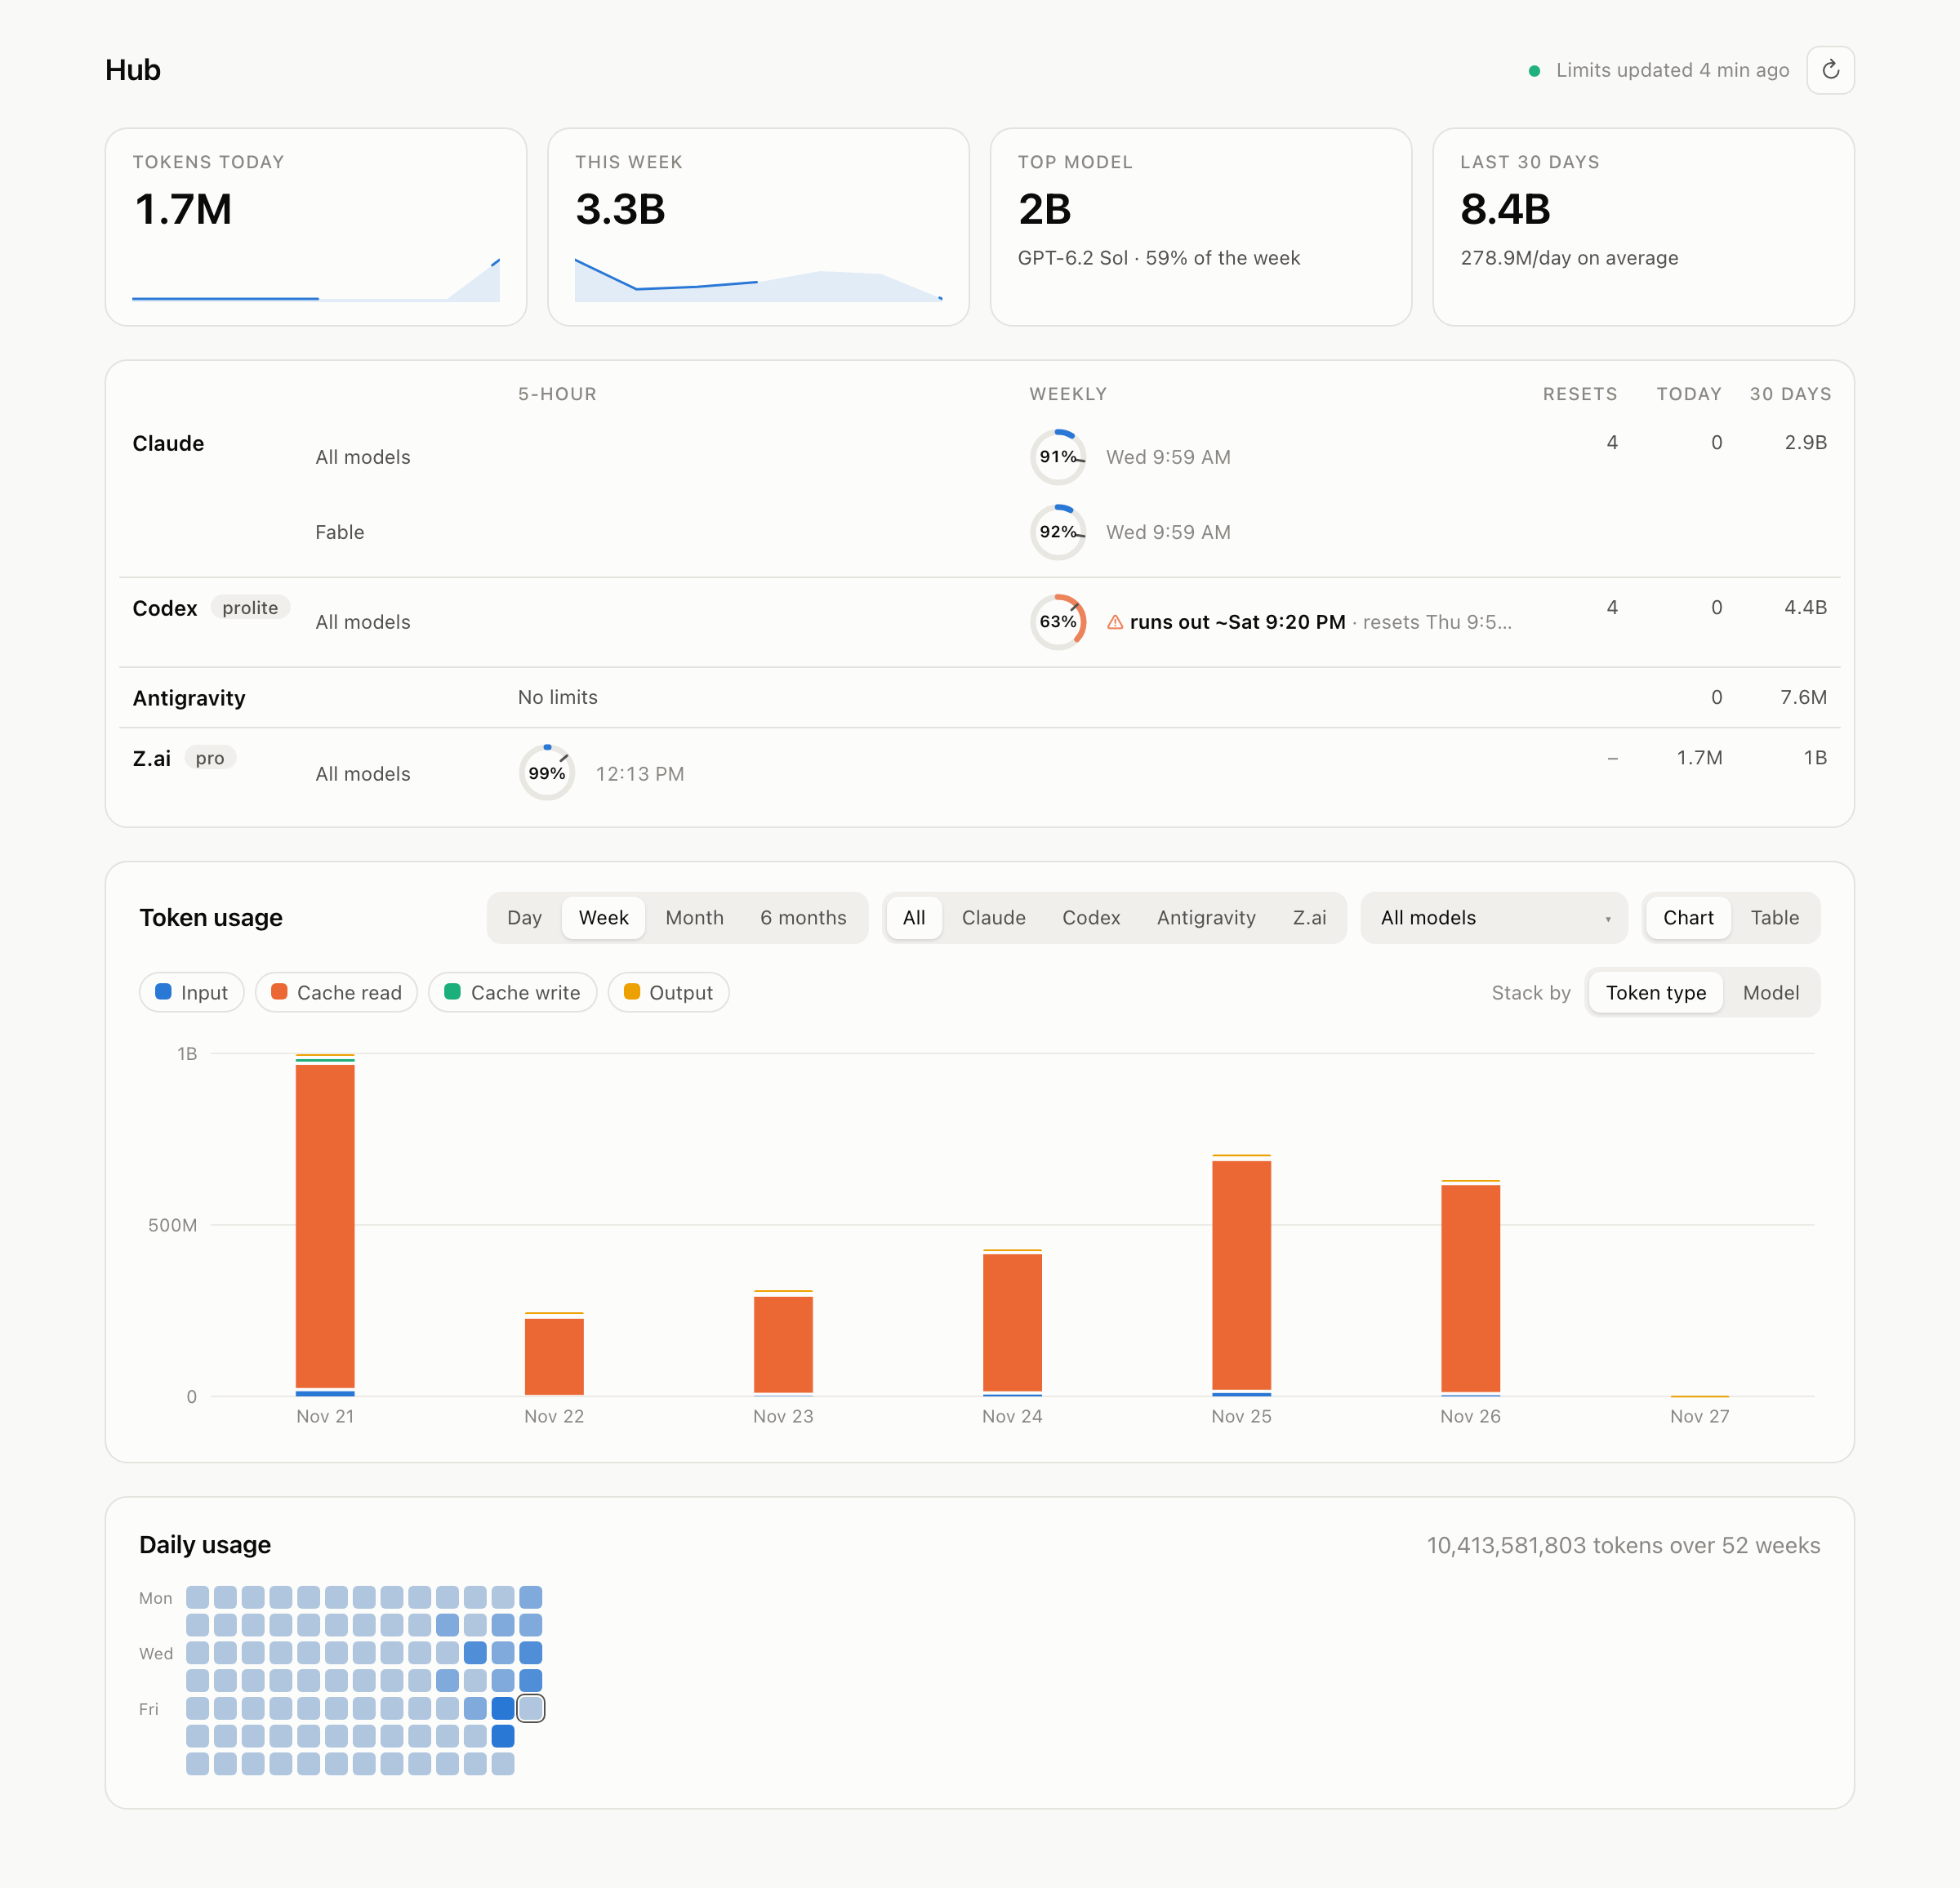 Hub
Limits updated 4 min ago
TOKENS TODAY
1.7M
THIS WEEK
3.3B
TOP MODEL
2B
GPT-6.2 Sol · 59% of the week
LAST 30 DAYS
8.4B
278.9M/day on average
5-HOUR WEEKLY RESETS TODAY 30 DAYS
Claude All models 91% Wed 9:59 AM 4 0 2.9B
Fable 92% Wed 9:59 AM
Codex prolite All models 63% runs out ~Sat 9:20 PM · resets Thu 9:5... 4 0 4.4B
Antigravity No limits 0 7.6M
Z.ai pro All models 99% 12:13 PM – 1.7M 1B
Token usage Day Week Month 6 months All Claude Codex Antigravity Z.ai All models Chart Table
Input Cache read Cache write Output Stack by Token type Model
1B
500M
0
Nov 21 Nov 22 Nov 23 Nov 24 Nov 25 Nov 26 Nov 27
Daily usage 10,413,581,803 tokens over 52 weeks
Mon
Wed
Fri